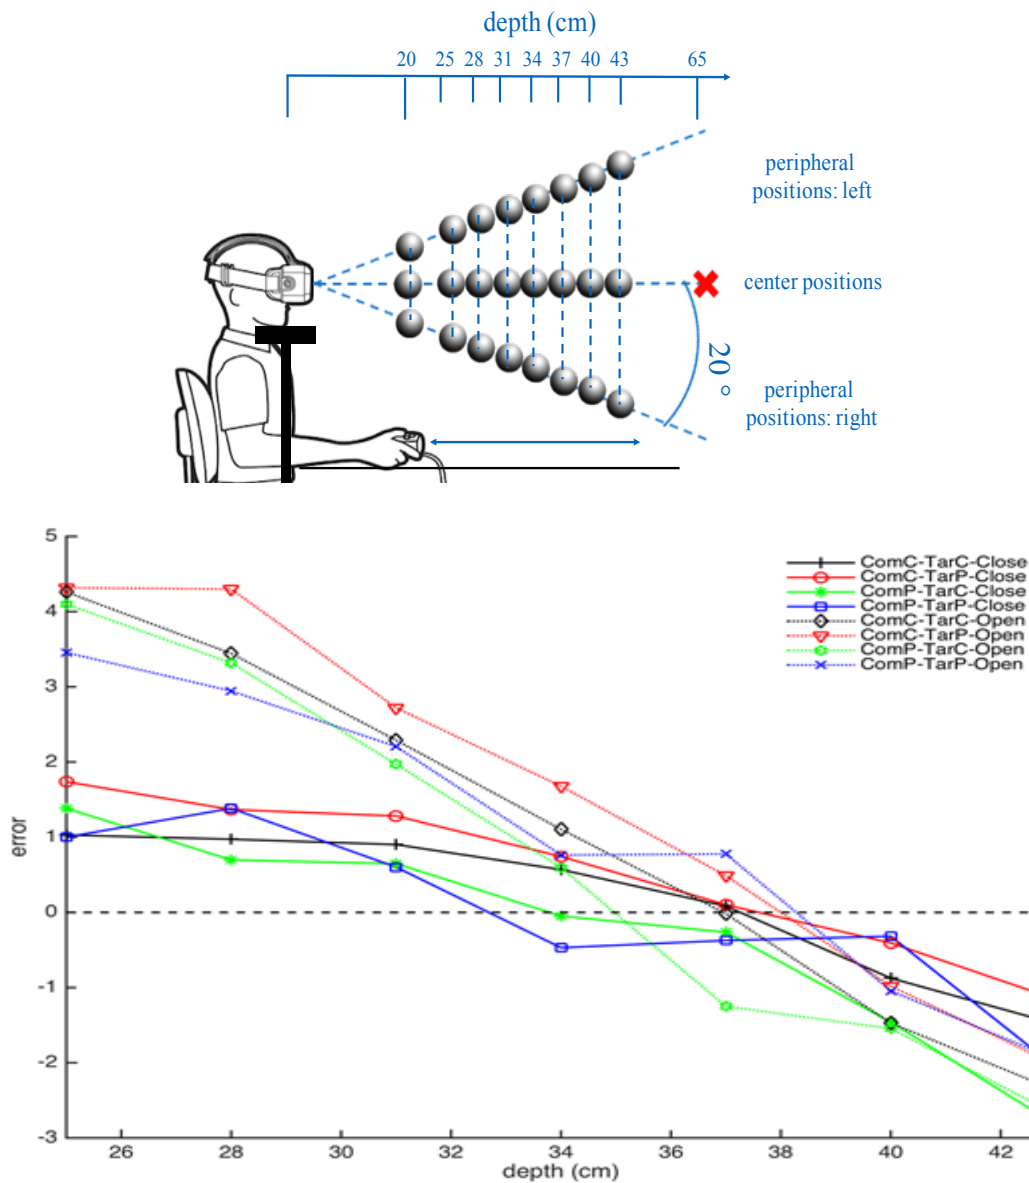 depth (cm)
20 25 28 31 34 37 40 43 65
peripheral
positions: left
center positions
20°
peripheral
positions: right
5
4
3
2
1
0
-1
-2
-3
error
ComC-TarC-Close
ComC-TarP-Close
ComP-TarC-Close
ComP-TarP-Close
ComC-TarC-Open
ComC-TarP-Open
ComP-TarC-Open
ComP-TarP-Open
26 28 30 32 34 36 38 40 42
depth (cm)